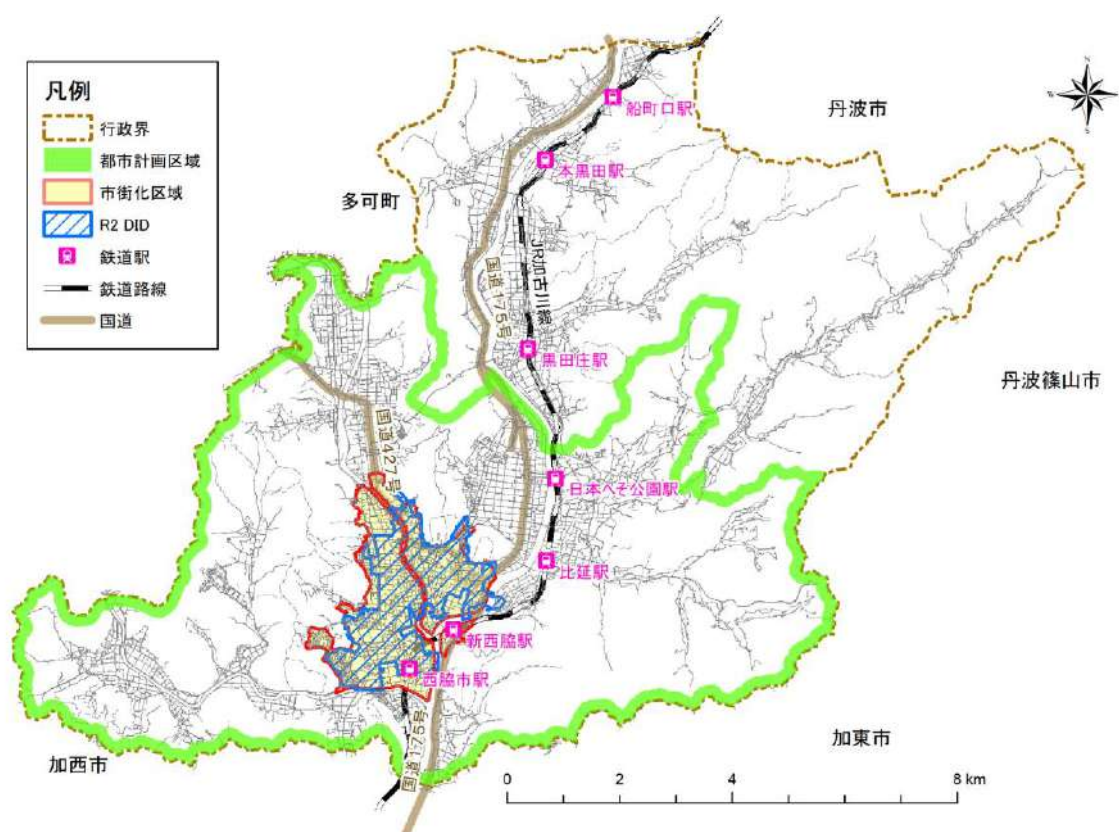 凡例
行政界
都市計画区域
市街化区域
R2 DID
鉄道駅
鉄道路線
国道
N
船町口駅
丹波市
本黒田駅
多可町
JR加古川線
国道175号
黒田庄駅
丹波篠山市
国道427号
日本へそ公園駅
比延駅
新西脇駅
西脇市駅
国道175号
加西市
加東市
0 2 4 8 km